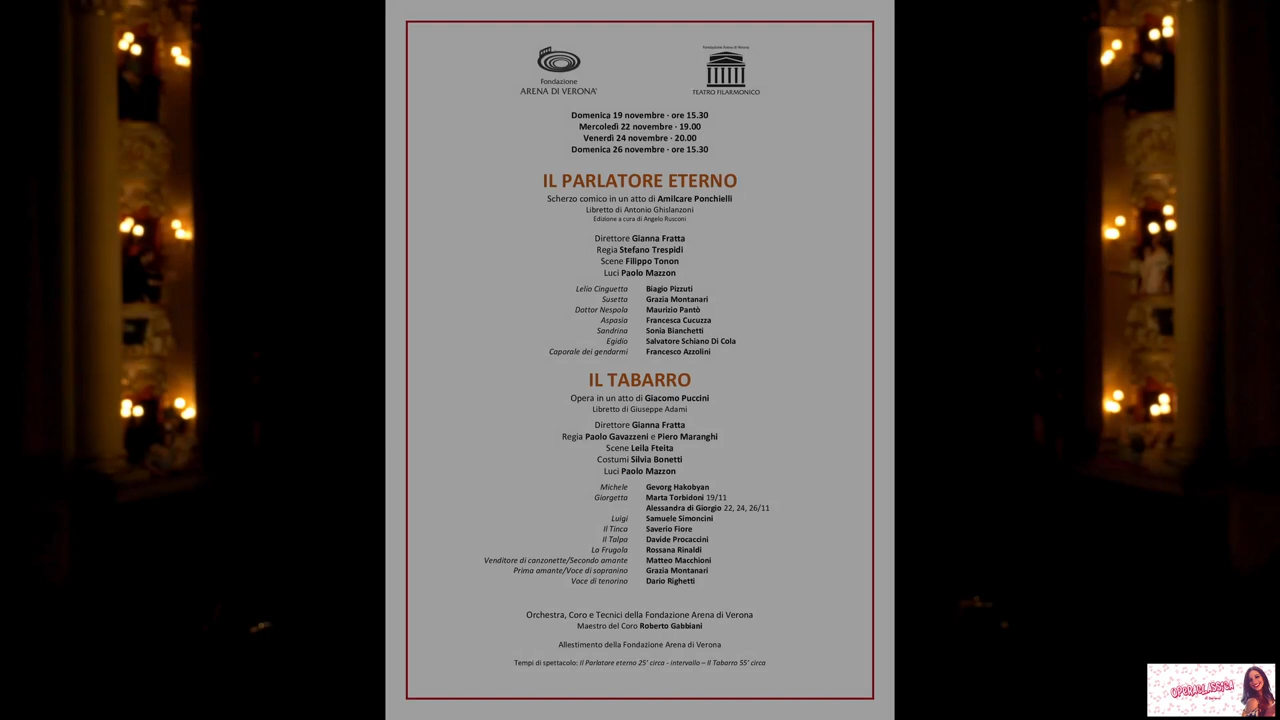 Fondazione
ARENA DI VERONA
Fondazione Arena di Verona
TEATRO FILARMONICO
Domenica 19 novembre · ore 15.30
Mercoledì 22 novembre · 19.00
Venerdì 24 novembre · 20.00
Domenica 26 novembre · ore 15.30
IL PARLATORE ETERNO
Scherzo comico in un atto di Amilcare Ponchielli
Libretto di Antonio Ghislanzoni
Edizione a cura di Angelo Rusconi
Direttore Gianna Fratta
Regia Stefano Trespidi
Scene Filippo Tonon
Luci Paolo Mazzon
Lelio Cinguetta Biagio Pizzuti
Susetta Grazia Montanari
Dottor Nespola Maurizio Pantò
Aspasia Francesca Cucuzza
Sandrina Sonia Bianchetti
Egidio Salvatore Schiano Di Cola
Caporale dei gendarmi Francesco Azzolini
IL TABARRO
Opera in un atto di Giacomo Puccini
Libretto di Giuseppe Adami
Direttore Gianna Fratta
Regia Paolo Gavazzeni e Piero Maranghi
Scene Leila Fteita
Costumi Silvia Bonetti
Luci Paolo Mazzon
Michele Gevorg Hakobyan
Giorgetta Marta Torbidoni 19/11
Alessandra di Giorgio 22, 24, 26/11
Luigi Samuele Simoncini
Il Tinca Saverio Fiore
Il Talpa Davide Procaccini
La Frugola Rossana Rinaldi
Venditore di canzonette/Secondo amante Matteo Macchioni
Prima amante/Voce di sopranino Grazia Montanari
Voce di tenorino Dario Righetti
Orchestra, Coro e Tecnici della Fondazione Arena di Verona
Maestro del Coro Roberto Gabbiani
Allestimento della Fondazione Arena di Verona
Tempi di spettacolo: Il Parlatore eterno 25' circa - intervallo – Il Tabarro 55' circa
OPERACLASSICA